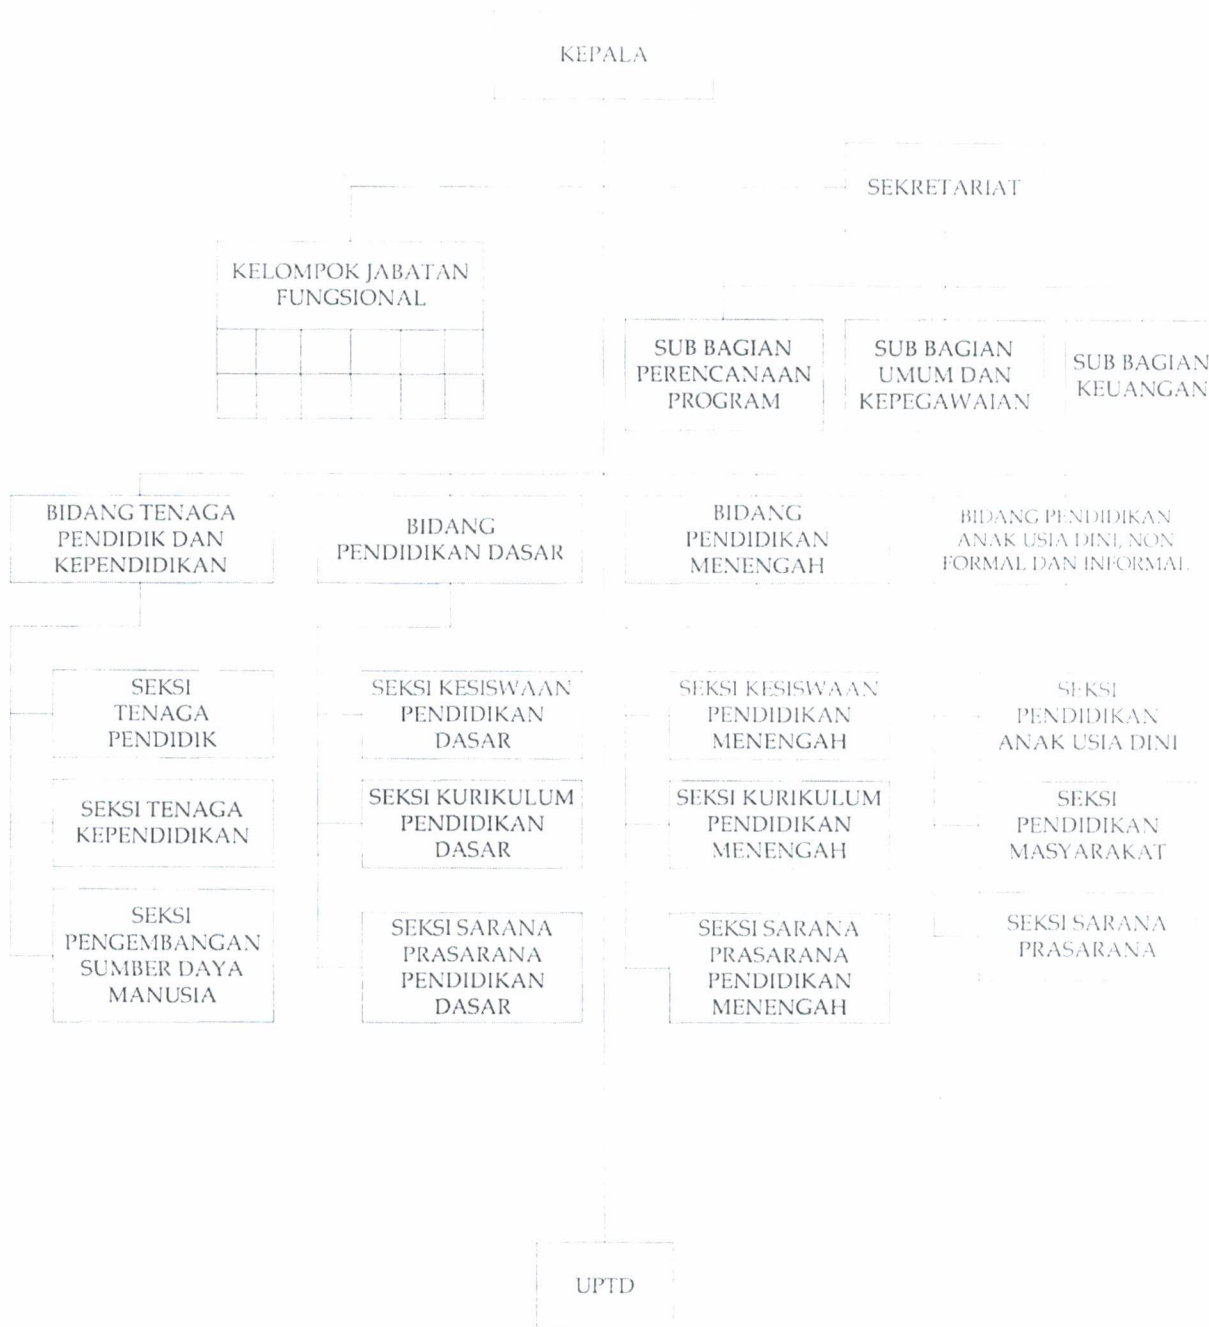 KEPALA
SEKRETARIAT
KELOMPOK JABATAN
FUNGSIONAL
SUB BAGIAN
PERENCANAAN
PROGRAM
SUB BAGIAN
UMUM DAN
KEPEGAWAIAN
SUB BAGIAN
KEUANGAN
BIDANG TENAGA
PENDIDIK DAN
KEPENDIDIKAN
BIDANG
PENDIDIKAN DASAR
BIDANG
PENDIDIKAN
MENENGAH
BIDANG PENDIDIKAN
ANAK USIA DINI, NON
FORMAL DAN INFORMAL
SEKSI
TENAGA
PENDIDIK
SEKSI TENAGA
KEPENDIDIKAN
SEKSI
PENGEMBANGAN
SUMBER DAYA
MANUSIA
SEKSI KESISWAAN
PENDIDIKAN
DASAR
SEKSI KURIKULUM
PENDIDIKAN
DASAR
SEKSI SARANA
PRASARANA
PENDIDIKAN
DASAR
SEKSI KESISWAAN
PENDIDIKAN
MENENGAH
SEKSI KURIKULUM
PENDIDIKAN
MENENGAH
SEKSI SARANA
PRASARANA
PENDIDIKAN
MENENGAH
SEKSI
PENDIDIKAN
ANAK USIA DINI
SEKSI
PENDIDIKAN
MASYARAKAT
SEKSI SARANA
PRASARANA
UPTD